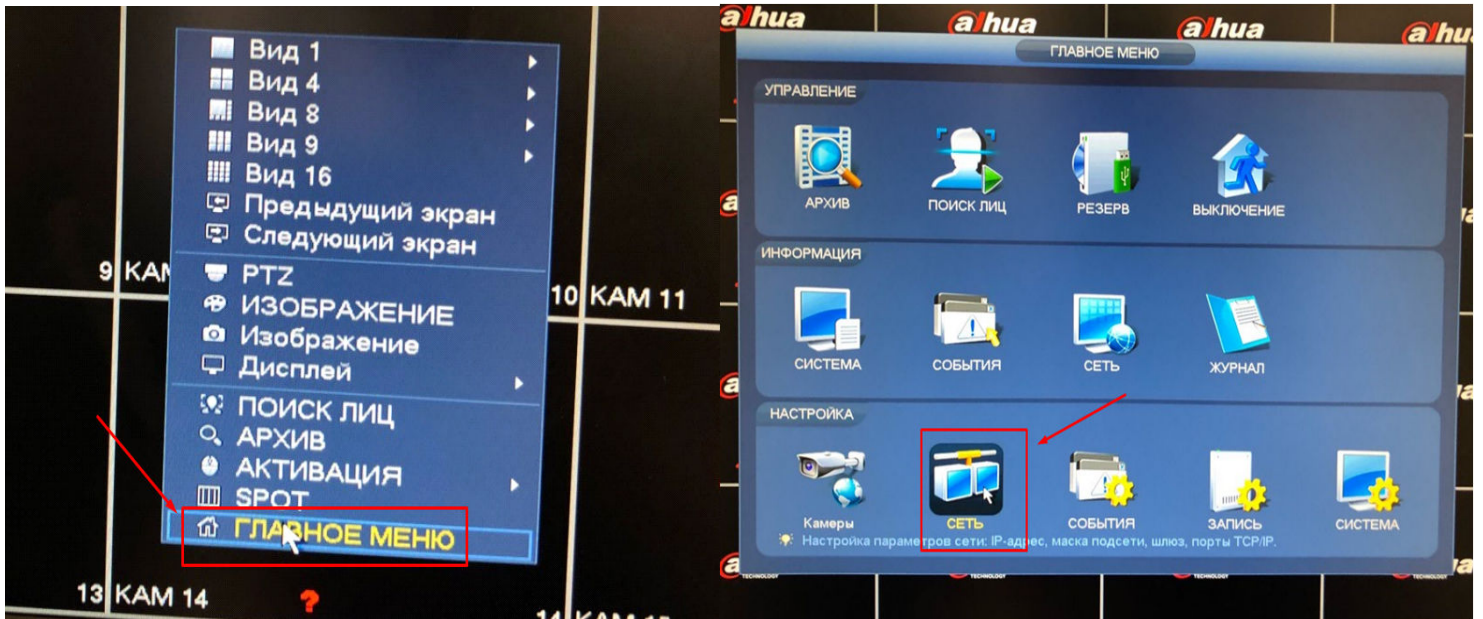 Вид 1
Вид 4
Вид 8
Вид 9
Вид 16
Предыдущий экран
Следующий экран
PTZ
ИЗОБРАЖЕНИЕ
Изображение
Дисплей
ПОИСК ЛИЦ
АРХИВ
АКТИВАЦИЯ
SPOT
ГЛАВНОЕ МЕНЮ
9 КАМ
10 КАМ 11
13 КАМ 14
?
alhua alhua alhua
ГЛАВНОЕ МЕНЮ
УПРАВЛЕНИЕ
АРХИВ ПОИСК ЛИЦ РЕЗЕРВ ВЫКЛЮЧЕНИЕ
ИНФОРМАЦИЯ
СИСТЕМА СОБЫТИЯ СЕТЬ ЖУРНАЛ
НАСТРОЙКА
Камеры СЕТЬ СОБЫТИЯ ЗАПИСЬ СИСТЕМА
Настройка параметров сети: IP-адрес, маска подсети, шлюз, порты TCP/IP.
TECHNOLOGY TECHNOLOGY TECHNOLOGY